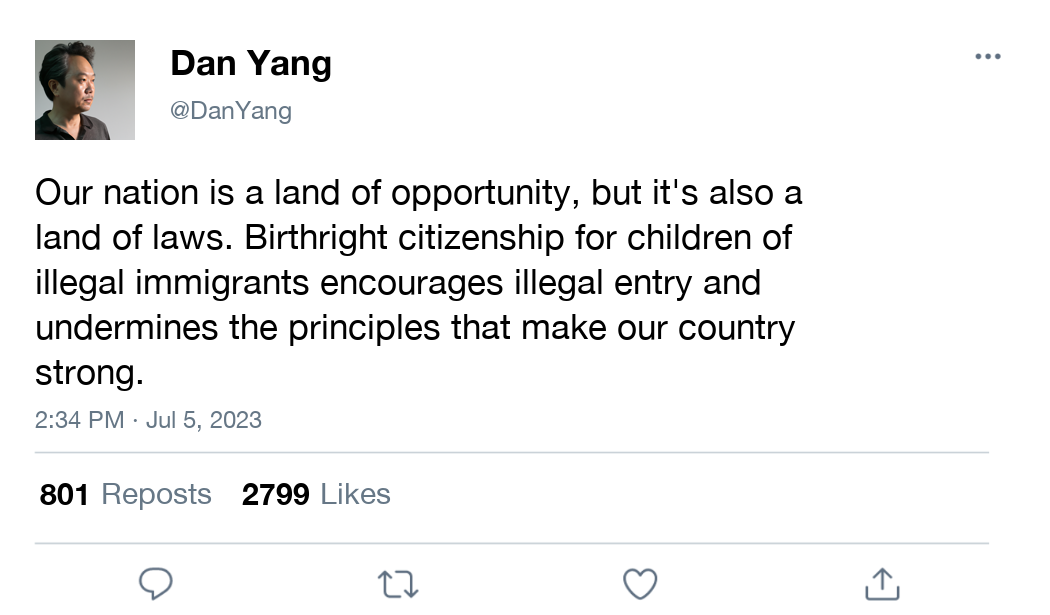 Dan Yang
@DanYang
Our nation is a land of opportunity, but it's also a
land of laws. Birthright citizenship for children of
illegal immigrants encourages illegal entry and
undermines the principles that make our country
strong.
2:34 PM · Jul 5, 2023
801 Reposts 2799 Likes